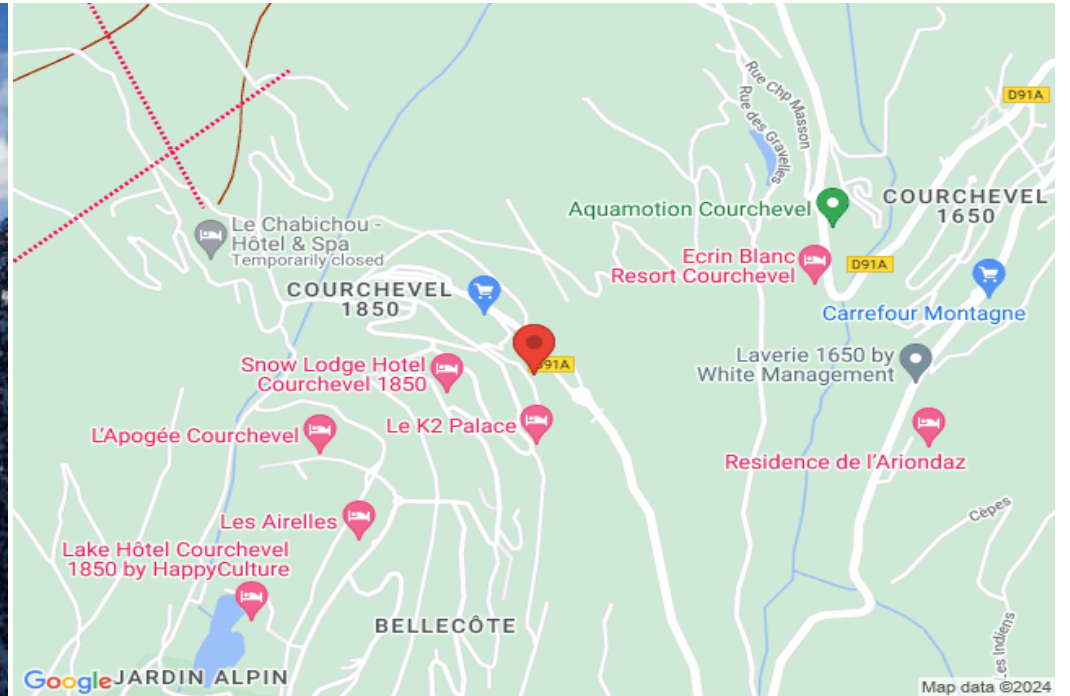 Rue Chp Masson
Rue des Gravelles
D91A
COURCHEVEL
1650
Aquamotion Courchevel
Le Chabichou -
Hôtel & Spa
Temporarily closed
Ecrin Blanc
Resort Courchevel
D91A
COURCHEVEL
1850
Carrefour Montagne
Laverie 1650 by
White Management
Snow Lodge Hotel
Courchevel 1850
91A
L'Apogée Courchevel
Le K2 Palace
Residence de l'Ariondaz
Cèpes
Les Airelles
Lake Hôtel Courchevel
1850 by HappyCulture
BELLECÔTE
Les Indiens
Google
JARDIN ALPIN
Map data ©2024